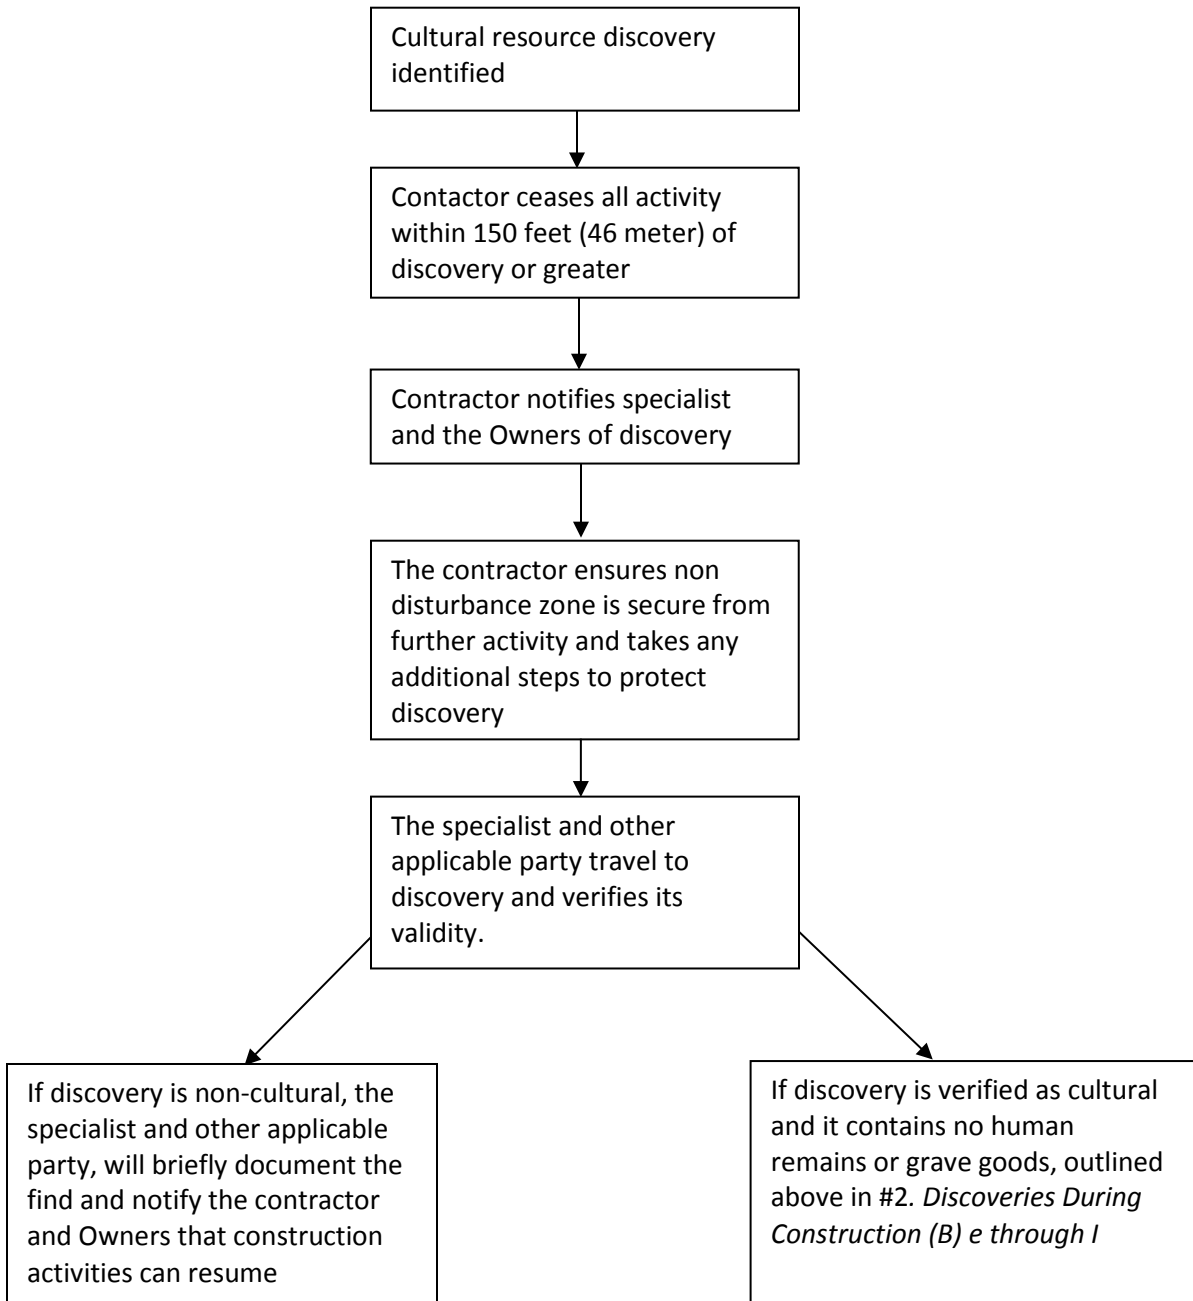 Cultural resource discovery
identified
Contactor ceases all activity
within 150 feet (46 meter) of
discovery or greater
Contractor notifies specialist
and the Owners of discovery
The contractor ensures non
disturbance zone is secure from
further activity and takes any
additional steps to protect
discovery
The specialist and other
applicable party travel to
discovery and verifies its
validity.
If discovery is non-cultural, the
specialist and other applicable
party, will briefly document the
find and notify the contractor
and Owners that construction
activities can resume
If discovery is verified as cultural
and it contains no human
remains or grave goods, outlined
above in #2. Discoveries During
Construction (B) e through I